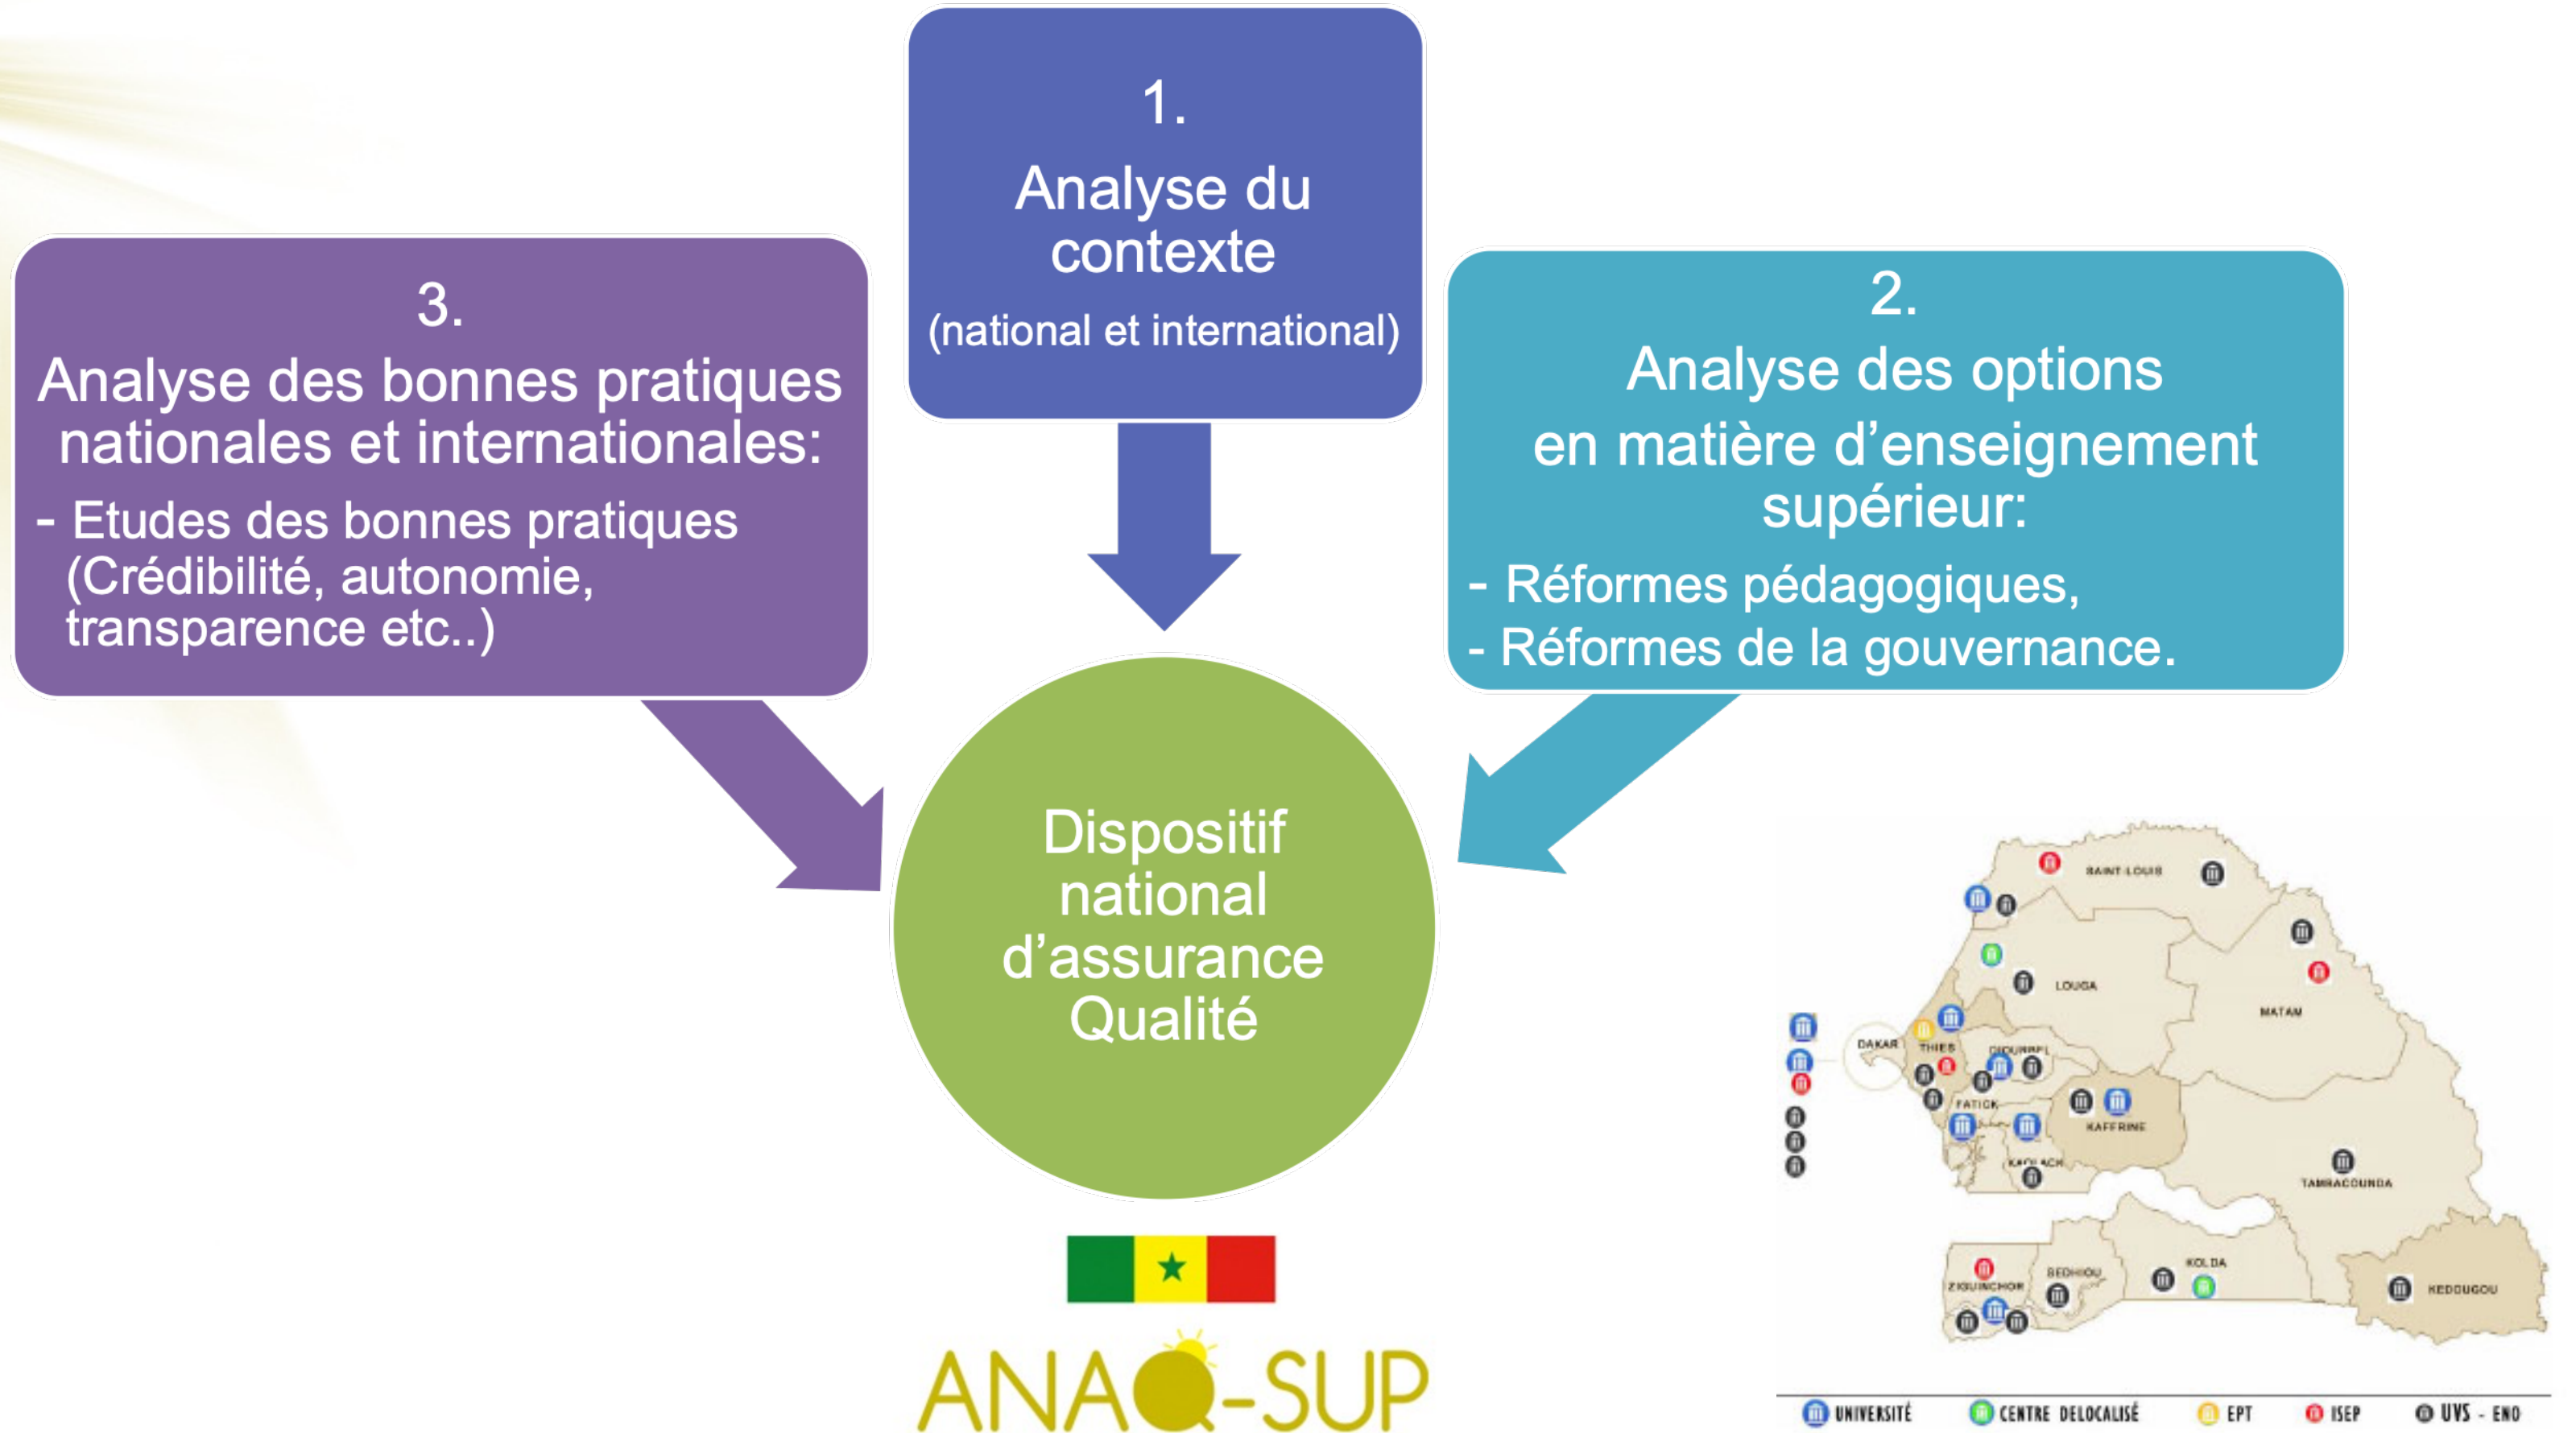 1.
Analyse du
contexte
(national et international)
2.
Analyse des options
en matière d’enseignement
supérieur:
- Réformes pédagogiques,
- Réformes de la gouvernance.
3.
Analyse des bonnes pratiques
nationales et internationales:
- Etudes des bonnes pratiques
(Crédibilité, autonomie,
transparence etc..)
Dispositif
national
d’assurance
Qualité
ANAQ-SUP
SAINT-LOUIS
LOUGA
MATAM
DAKAR
THIES
DIOURBEL
FATICK
KAFFRINE
KAOLACK
TAMBACOUNDA
ZIGUINCHOR
SEDHIOU
KOLDA
KEDOUGOU
UNIVERSITÉ
CENTRE DELOCALISÉ
EPT
ISEP
UVS - ENO